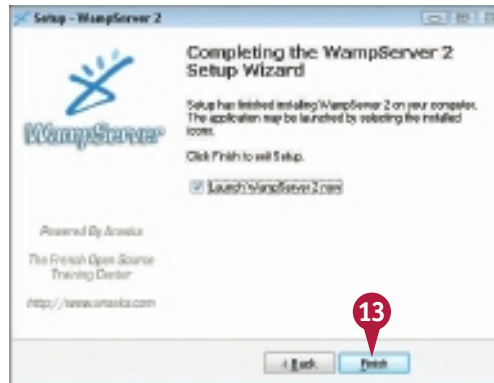 Setup - WampServer 2
Completing the WampServer 2
Setup Wizard
Setup has finished installing WampServer 2 on your computer.
The application may be launched by selecting the installed
icons.
Click Finish to exit Setup.
Launch WampServer 2 now
WampServer
Powered By Anaska
The French Open Source
Training Center
http://www.anaska.com
13
< Back
Finish